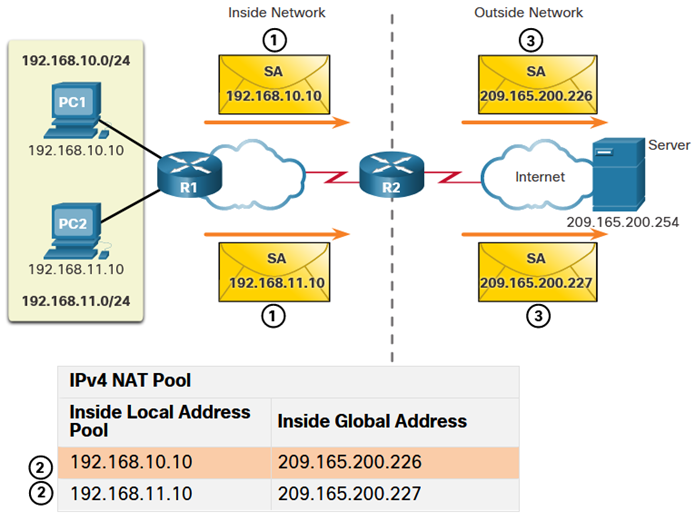 Inside Network
Outside Network
1
3
192.168.10.0/24
SA
192.168.10.10
SA
209.165.200.226
PC1
192.168.10.10
Server
R1
R2
Internet
PC2
209.165.200.254
192.168.11.10
SA
192.168.11.10
SA
209.165.200.227
192.168.11.0/24
1
3
IPv4 NAT Pool
Inside Local Address
Pool
Inside Global Address
2
192.168.10.10
209.165.200.226
2
192.168.11.10
209.165.200.227